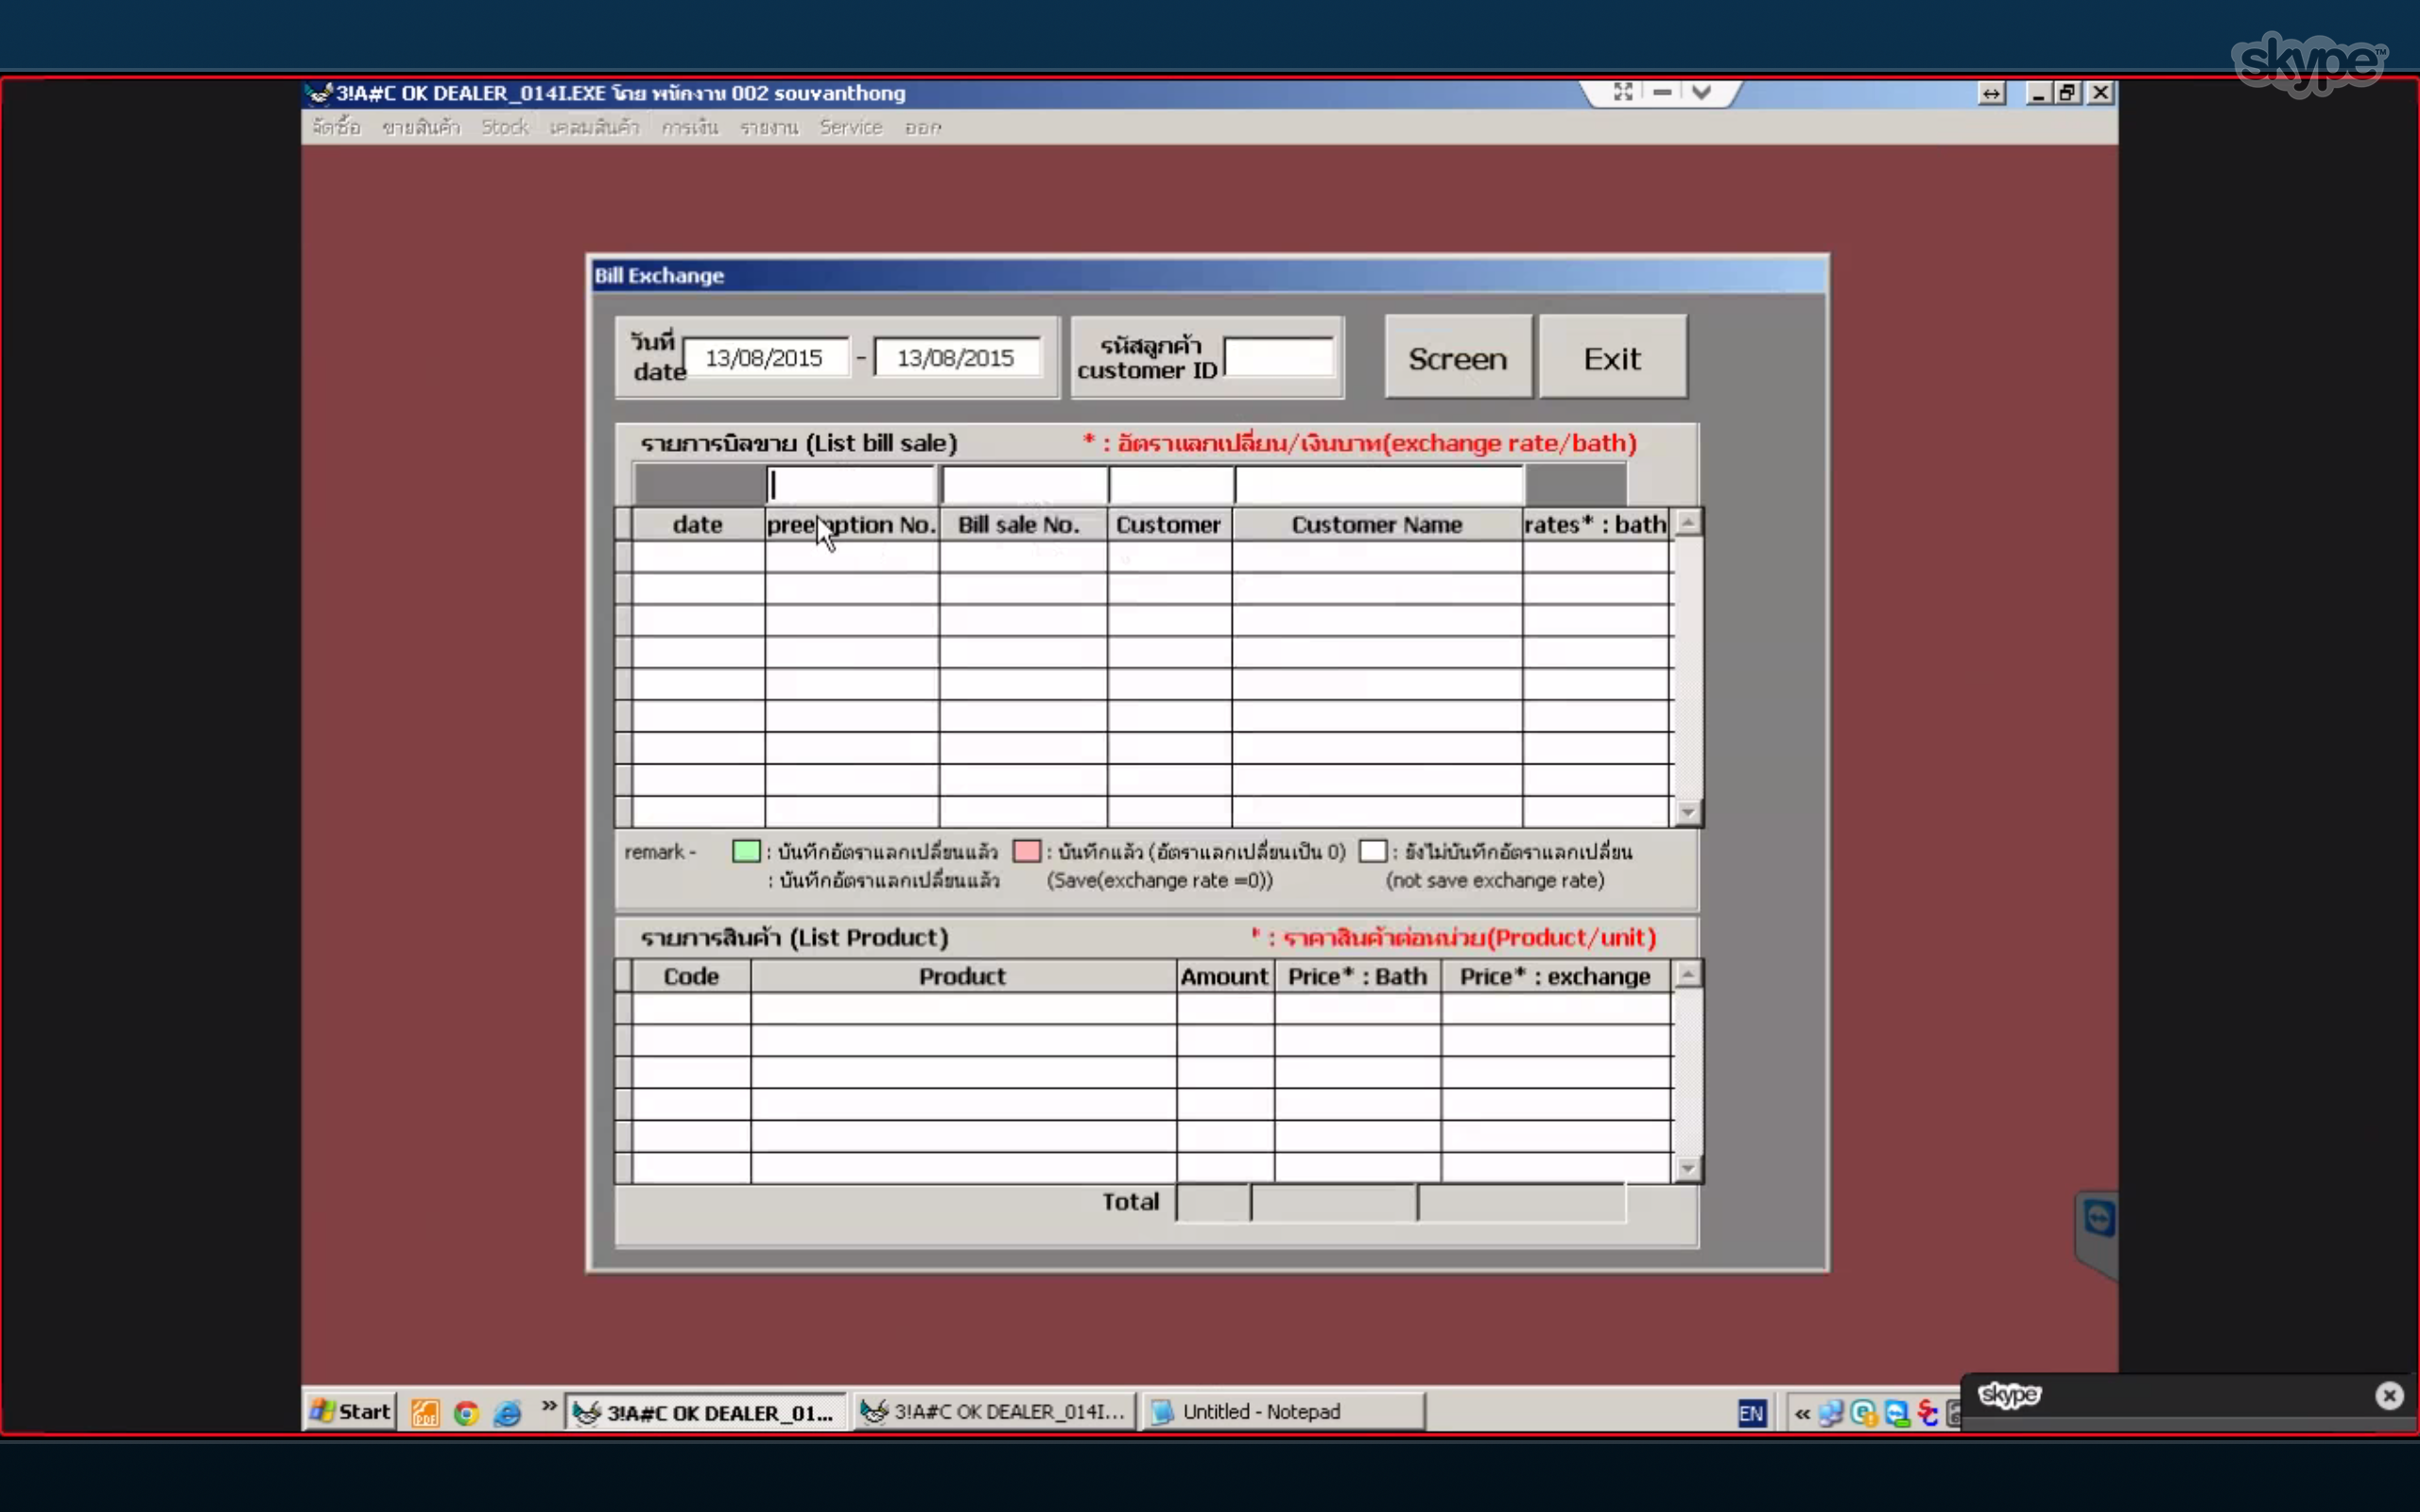 skype™
3!A#C OK DEALER_014I.EXE โดย พนักงาน 002 souvanthong
จัดซื้อ ขายสินค้า Stock เคลมสินค้า การเงิน รายงาน Service ออก
Bill Exchange
วันที่
date 13/08/2015 - 13/08/2015
รหัสลูกค้า
customer ID
Screen Exit
รายการบิลขาย (List bill sale) * : อัตราแลกเปลี่ยน/เงินบาท(exchange rate/bath)
date preemption No. Bill sale No. Customer Customer Name rates* : bath
remark - : บันทึกอัตราแลกเปลี่ยนแล้ว : บันทึกแล้ว (อัตราแลกเปลี่ยนเป็น 0) : ยังไม่บันทึกอัตราแลกเปลี่ยน
: บันทึกอัตราแลกเปลี่ยนแล้ว (Save(exchange rate =0)) (not save exchange rate)
รายการสินค้า (List Product) * : ราคาสินค้าต่อหน่วย(Product/unit)
Code Product Amount Price* : Bath Price* : exchange
Total
Start PDF » 3!A#C OK DEALER_01... 3!A#C OK DEALER_014I... Untitled - Notepad EN «
skype